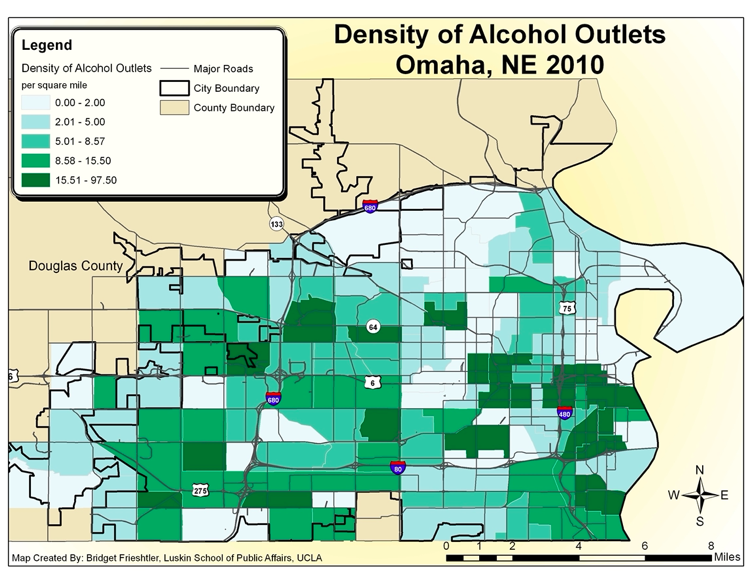 Density of Alcohol Outlets
Omaha, NE 2010
Legend
Density of Alcohol Outlets
per square mile
0.00 - 2.00
2.01 - 5.00
5.01 - 8.57
8.58 - 15.50
15.51 - 97.50
Major Roads
City Boundary
County Boundary
680
133
Douglas County
75
64
6
6
680
480
80
275
N
W E
S
0 1 2 4 6 8
Miles
Map Created By: Bridget Frieshtler, Luskin School of Public Affairs, UCLA